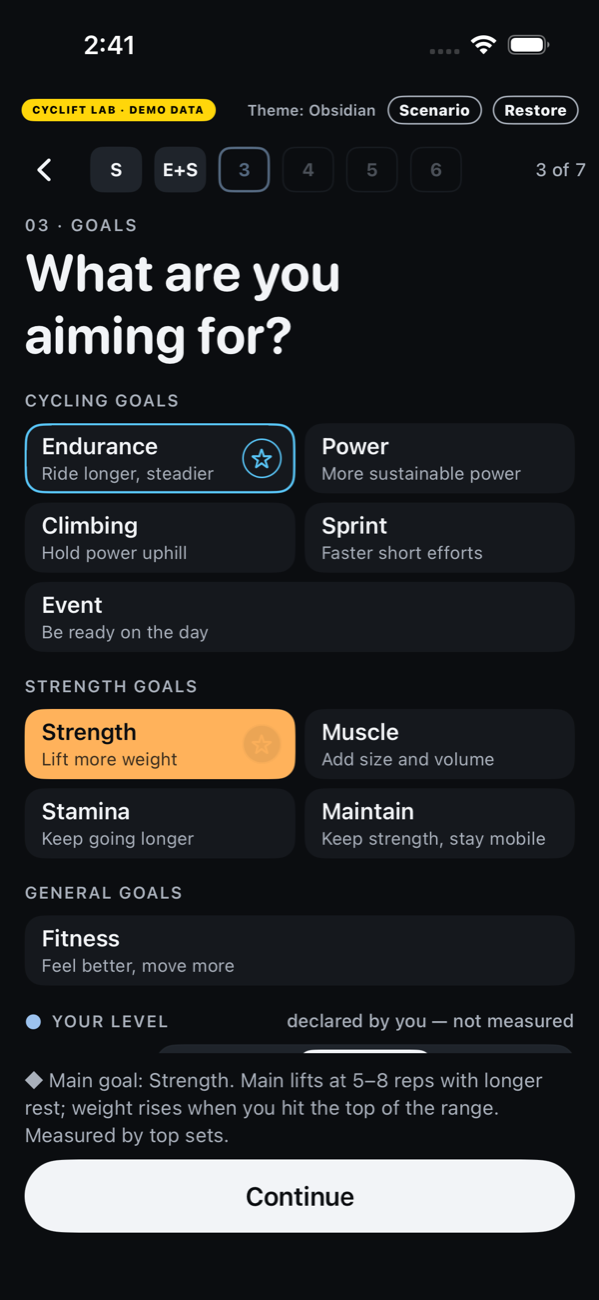 2:41
CYCLIFT LAB · DEMO DATA
Theme: Obsidian
Scenario
Restore
S
E+S
3
4
5
6
3 of 7
03 · GOALS
What are you
aiming for?
CYCLING GOALS
Endurance
Ride longer, steadier
Power
More sustainable power
Climbing
Hold power uphill
Sprint
Faster short efforts
Event
Be ready on the day
STRENGTH GOALS
Strength
Lift more weight
Muscle
Add size and volume
Stamina
Keep going longer
Maintain
Keep strength, stay mobile
GENERAL GOALS
Fitness
Feel better, move more
YOUR LEVEL
declared by you — not measured
◆ Main goal: Strength. Main lifts at 5–8 reps with longer
rest; weight rises when you hit the top of the range.
Measured by top sets.
Continue